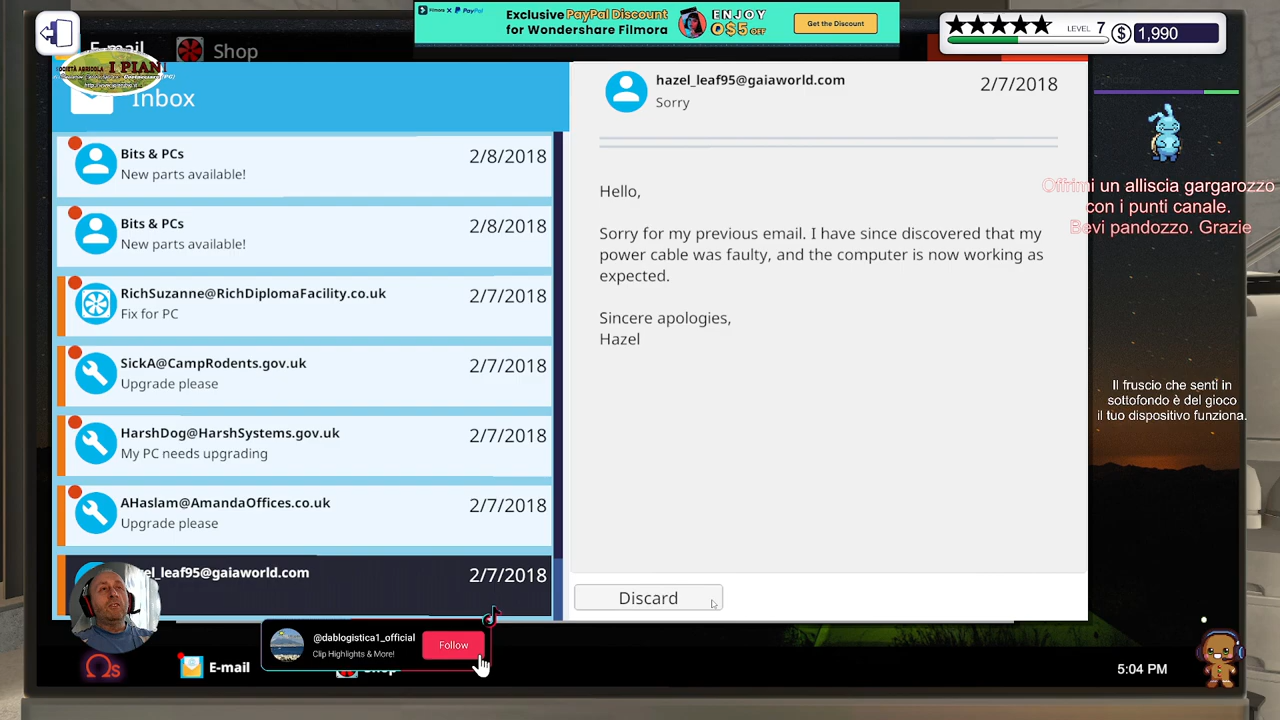 Filmora × PayPal
Exclusive PayPal Discount
for Wondershare Filmora
ENJOY
$5 OFF
Get the Discount
LEVEL 7
$ 1,990
E-mail
Shop
SOCIETÀ AGRICOLA I PIANI
Inbox
Bits & PCs
2/8/2018
New parts available!
Bits & PCs
2/8/2018
New parts available!
RichSuzanne@RichDiplomaFacility.co.uk
2/7/2018
Fix for PC
SickA@CampRodents.gov.uk
2/7/2018
Upgrade please
HarshDog@HarshSystems.gov.uk
2/7/2018
My PC needs upgrading
AHaslam@AmandaOffices.co.uk
2/7/2018
Upgrade please
el_leaf95@gaiaworld.com
2/7/2018
hazel_leaf95@gaiaworld.com
2/7/2018
Sorry
Hello,
Sorry for my previous email. I have since discovered that my
power cable was faulty, and the computer is now working as
expected.
Sincere apologies,
Hazel
Discard
Offrimi un alliscia gargarozzo
con i punti canale.
Bevi pandozzo. Grazie
Il fruscio che senti in
sottofondo è del gioco
il tuo dispositivo funziona.
@dablogistica1_official
Clip Highlights & More!
Follow
Ωs
E-mail
Shop
5:04 PM